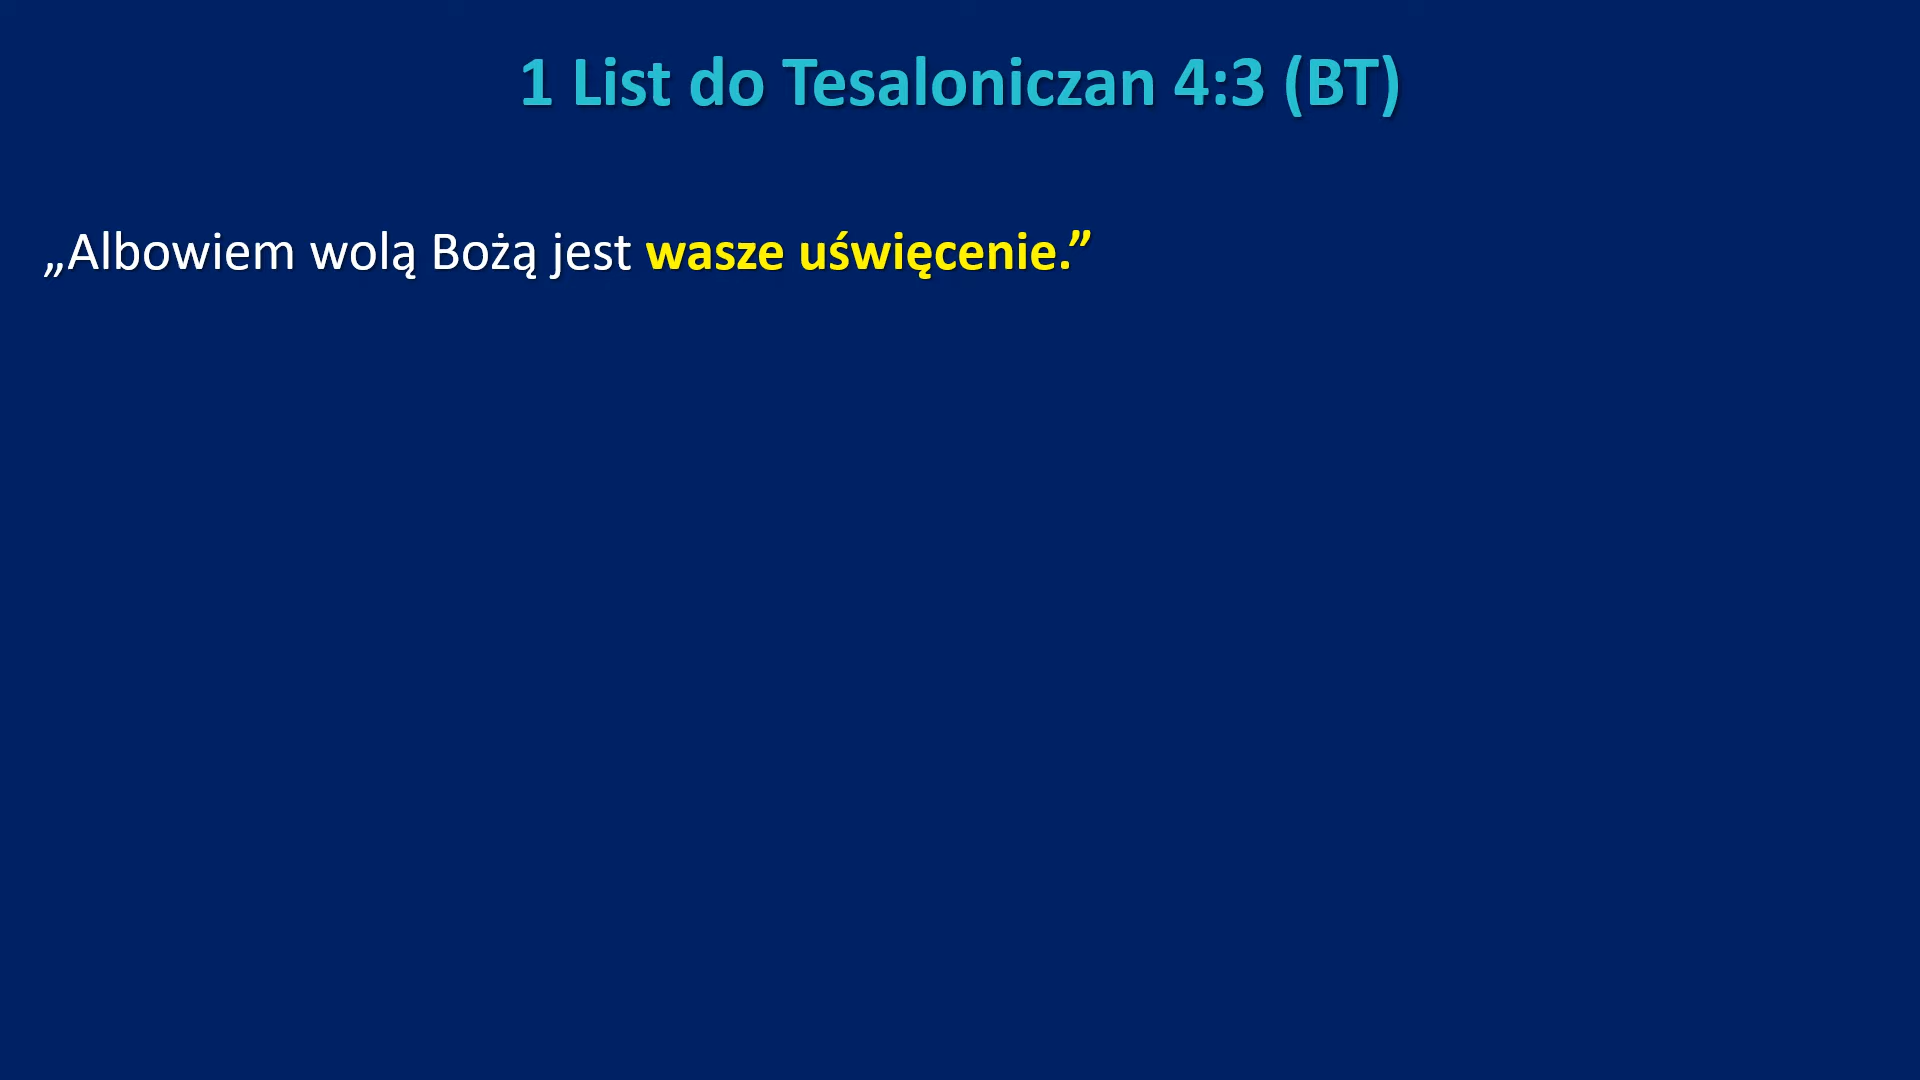 1 List do Tesaloniczan 4:3 (BT)
„Albowiem wolą Bożą jest wasze uświęcenie.”